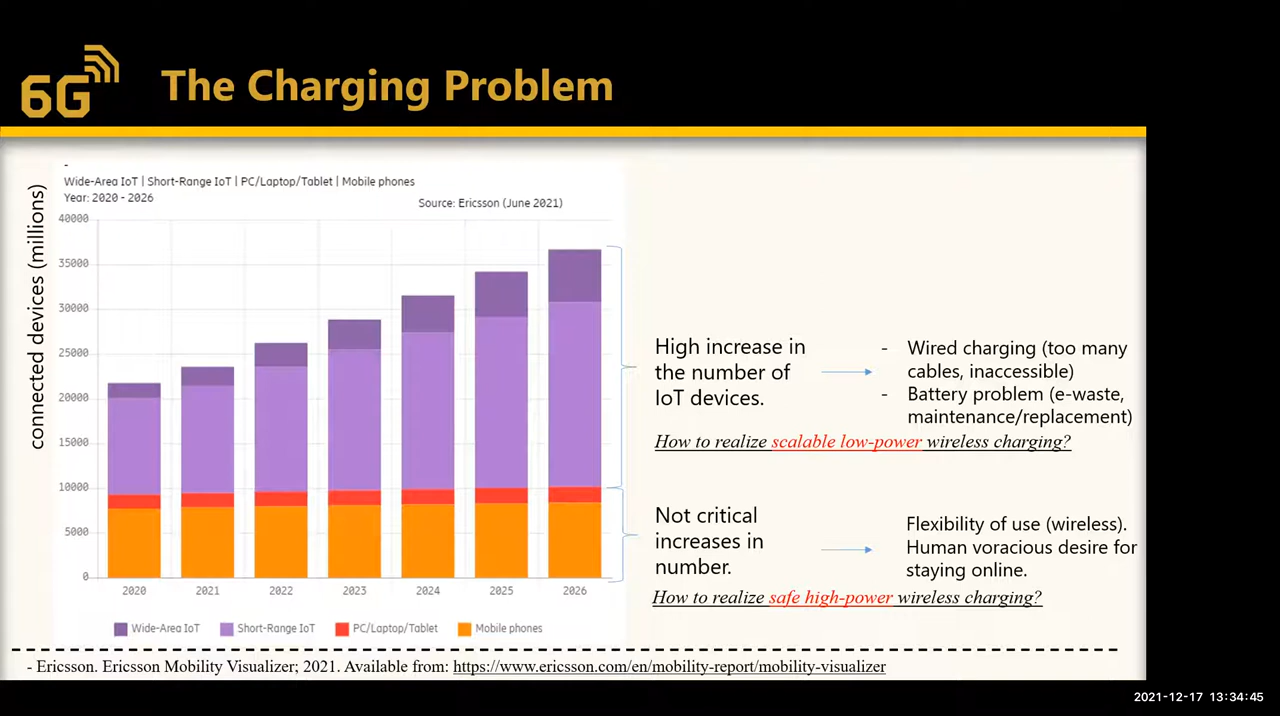 6G
The Charging Problem
-
Wide-Area IoT | Short-Range IoT | PC/Laptop/Tablet | Mobile phones
Year: 2020 - 2026
Source: Ericsson (June 2021)
connected devices (millions)
40000
35000
30000
25000
20000
15000
10000
5000
0
2020 2021 2022 2023 2024 2025 2026
Wide-Area IoT Short-Range IoT PC/Laptop/Tablet Mobile phones
High increase in
the number of
IoT devices.
- Wired charging (too many
cables, inaccessible)
- Battery problem (e-waste,
maintenance/replacement)
How to realize scalable low-power wireless charging?
Not critical
increases in
number.
Flexibility of use (wireless).
Human voracious desire for
staying online.
How to realize safe high-power wireless charging?
- Ericsson. Ericsson Mobility Visualizer; 2021. Available from: https://www.ericsson.com/en/mobility-report/mobility-visualizer
2021-12-17 13:34:45